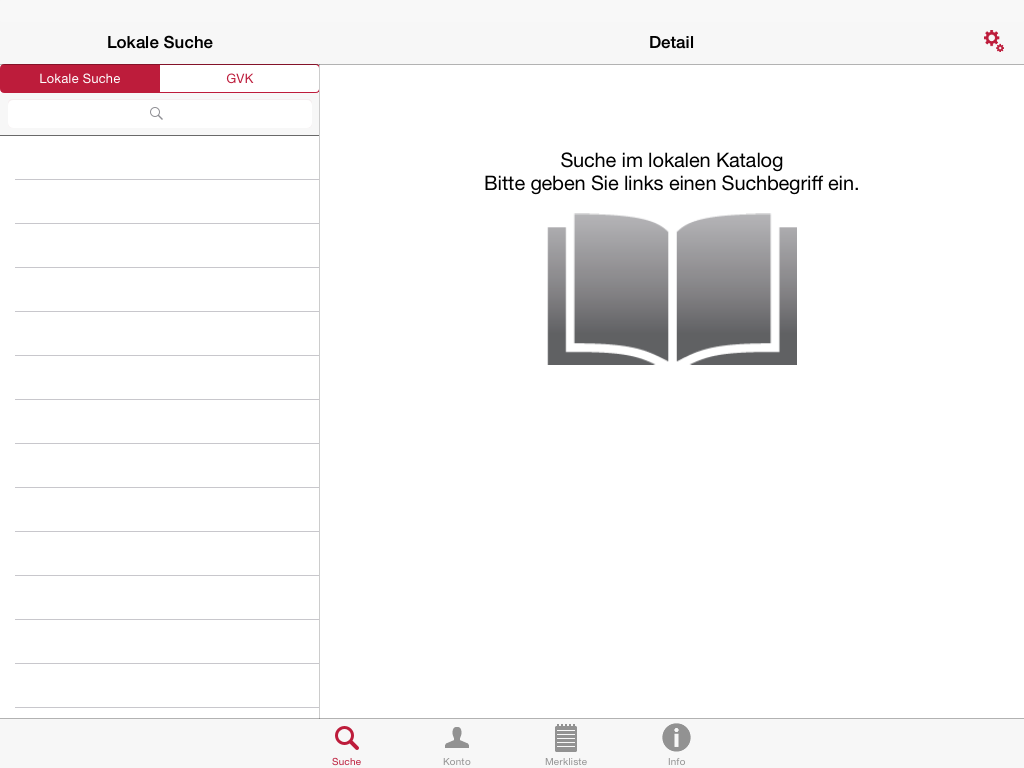 Lokale Suche
Detail
Lokale Suche
GVK
Suche im lokalen Katalog
Bitte geben Sie links einen Suchbegriff ein.
Suche
Konto
Merkliste
Info